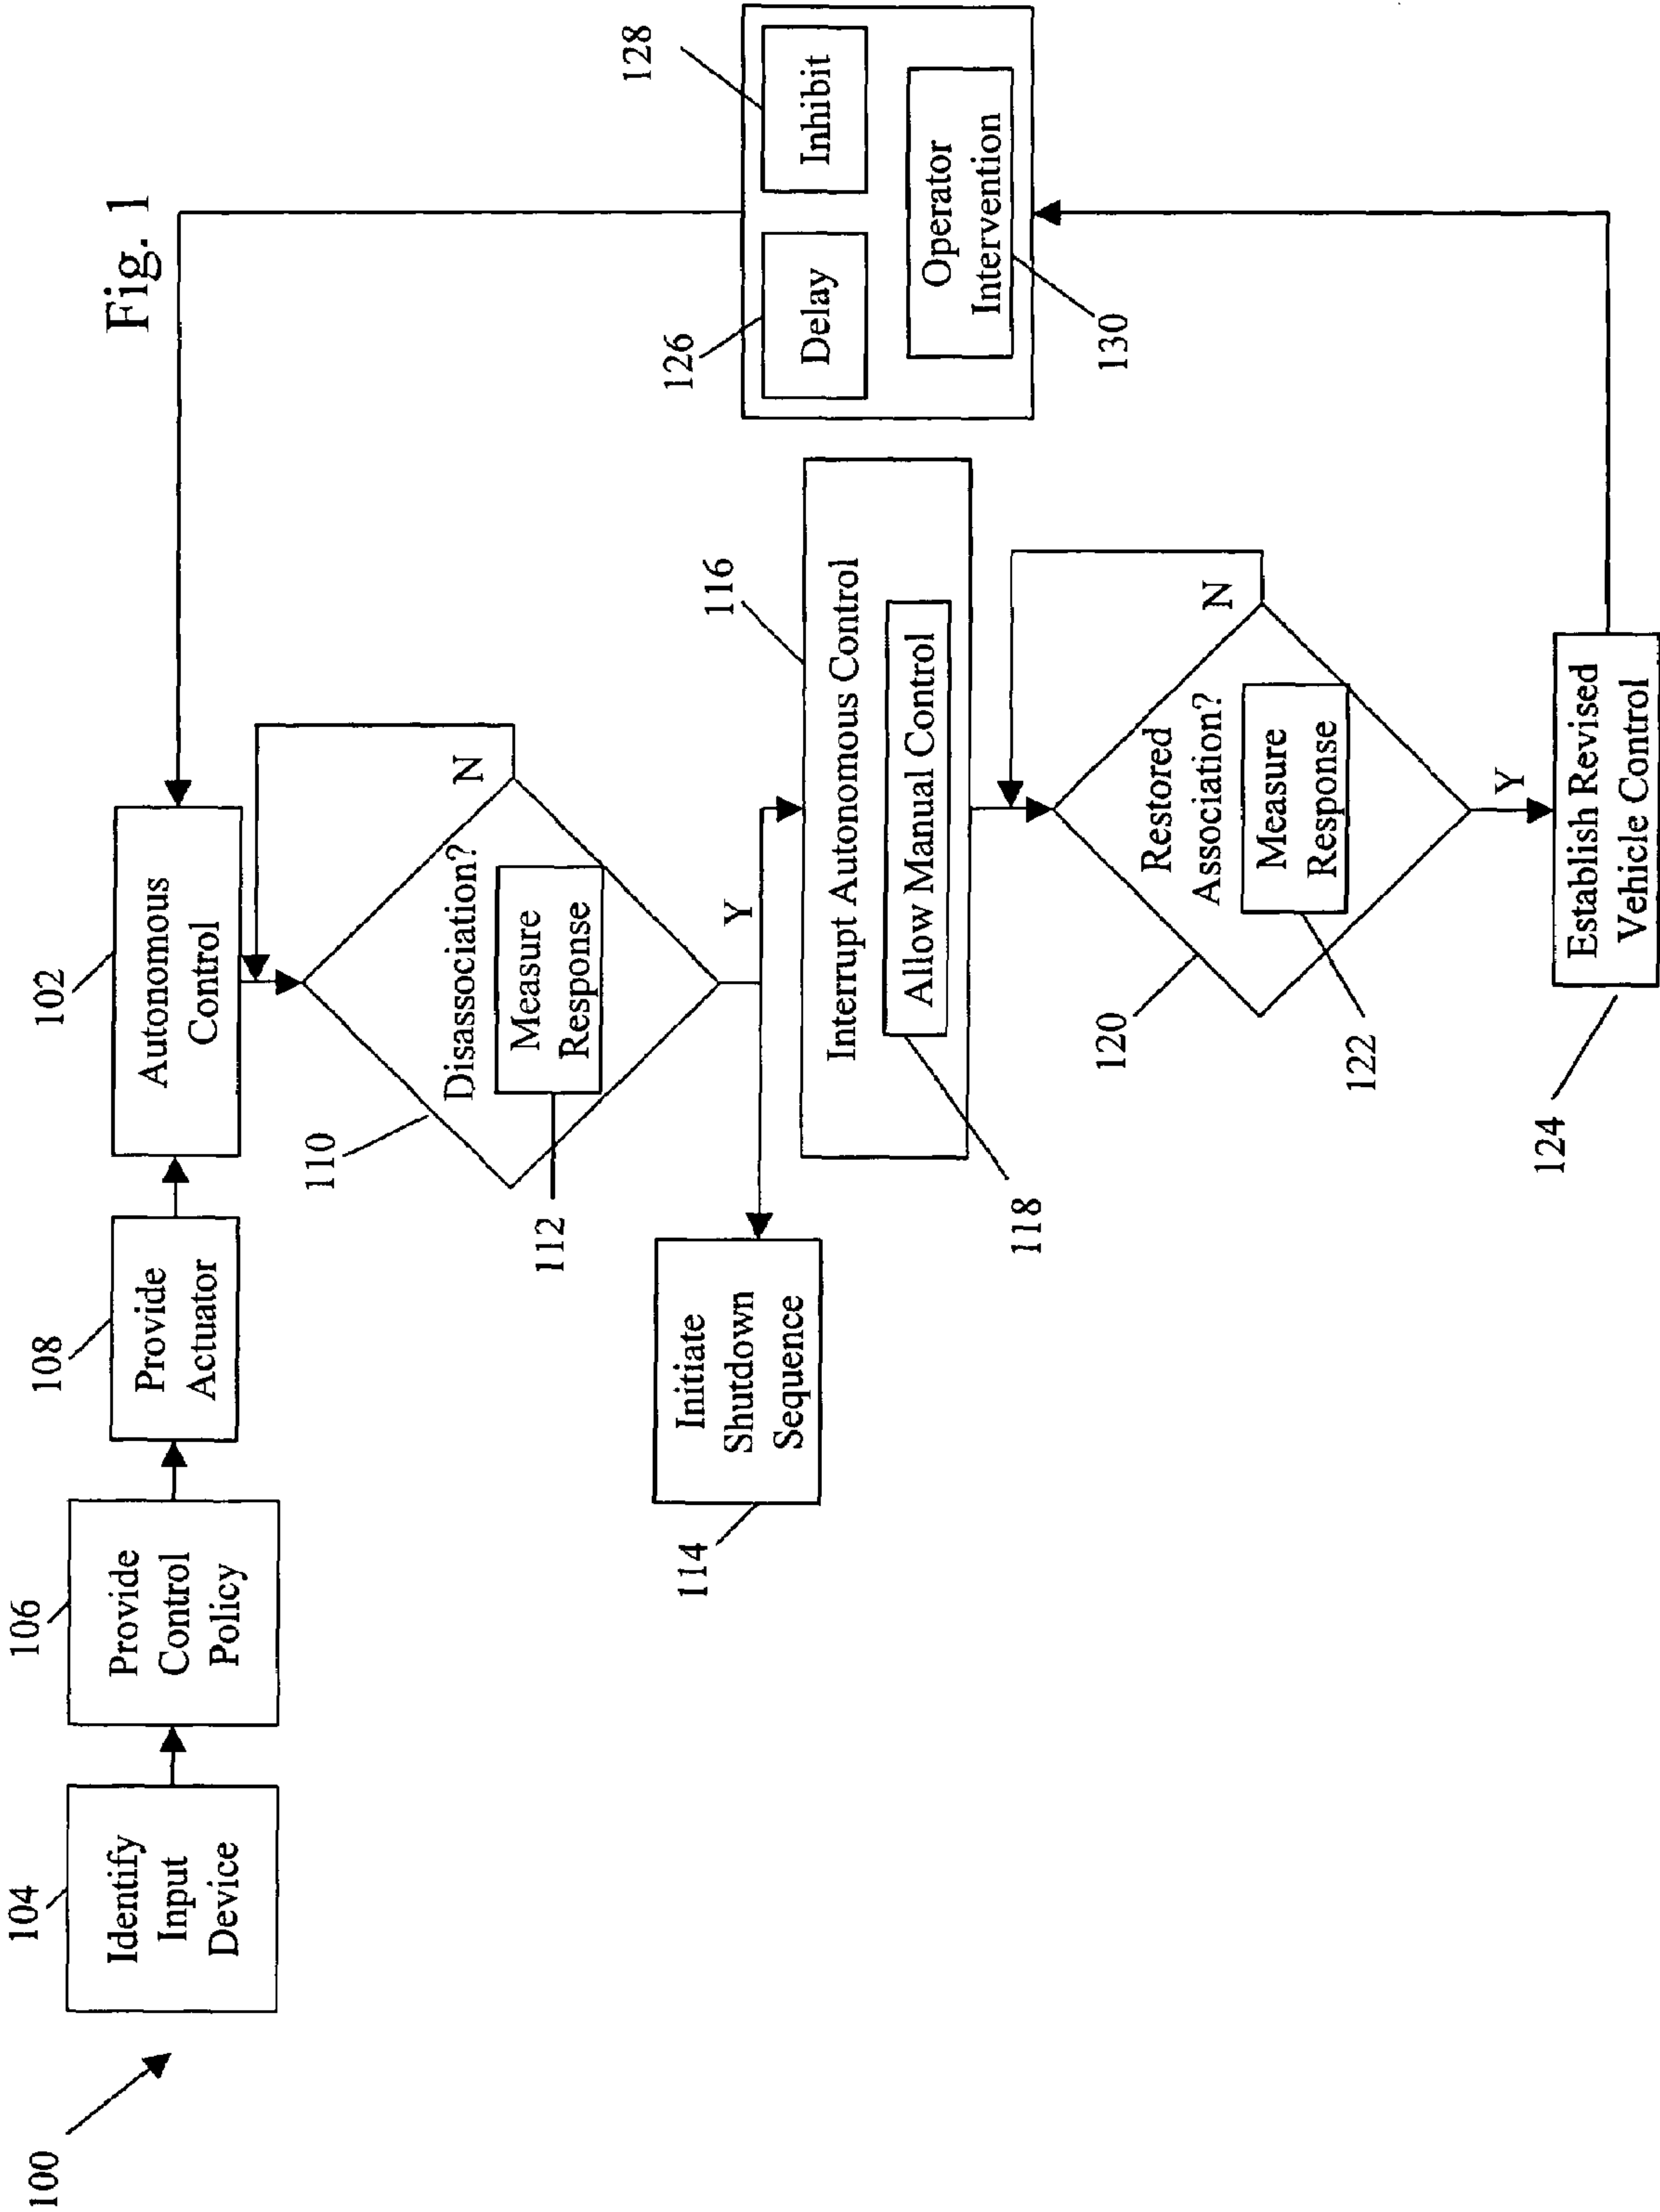 Fig. 1
100
104
Identify
Input
Device
106
Provide
Control
Policy
108
Provide
Actuator
102
Autonomous
Control
110
Disassociation?
N
112
Measure
Response
Y
114
Initiate
Shutdown
Sequence
116
Interrupt Autonomous Control
118
Allow Manual Control
120
Restored
Association?
N
122
Measure
Response
Y
124
Establish Revised
Vehicle Control
126
Delay
128
Inhibit
130
Operator
Intervention